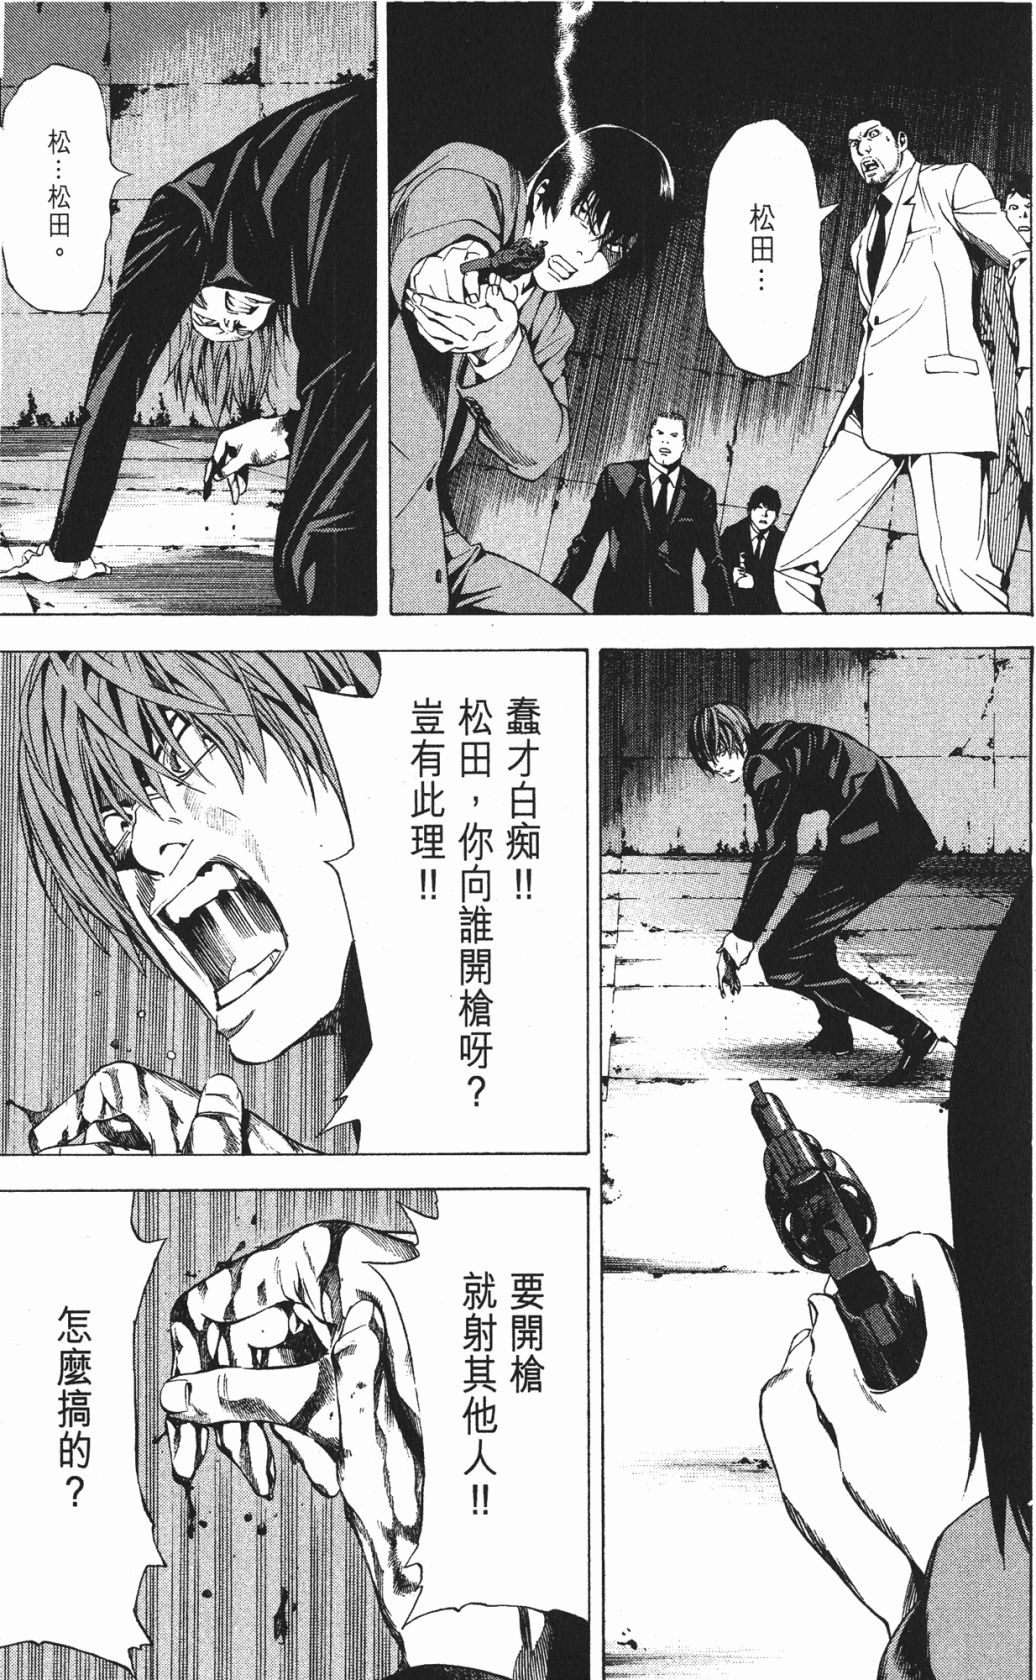 松田…
松…松田。
蠢才白痴!!
松田，你向誰開槍呀？
豈有此理!!
要開槍
就射其他人!!
怎麼搞的？